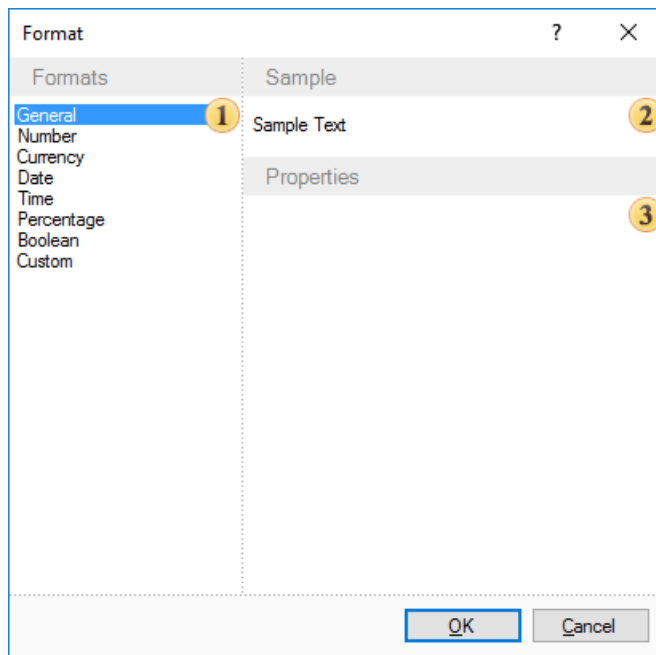 Format ?
Formats
General 1
Number
Currency
Date
Time
Percentage
Boolean
Custom
Sample
Sample Text 2
Properties
3
OK Cancel